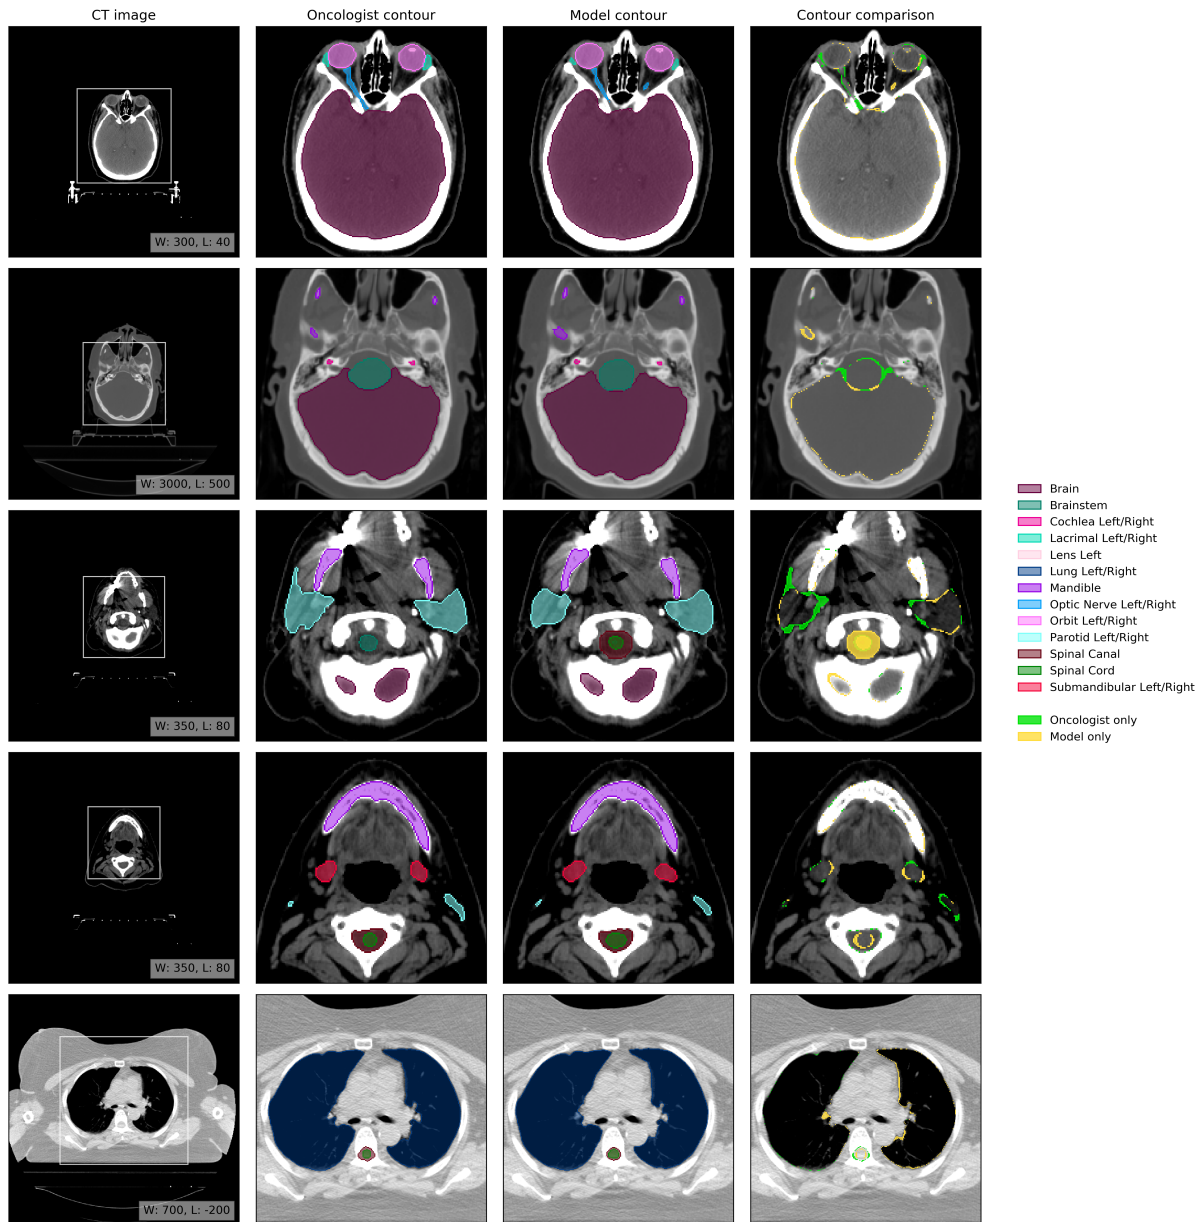 CT image
Oncologist contour
Model contour
Contour comparison
W: 300, L: 40
W: 3000, L: 500
W: 350, L: 80
W: 350, L: 80
W: 700, L: -200
Brain
Brainstem
Cochlea Left/Right
Lacrimal Left/Right
Lens Left
Lung Left/Right
Mandible
Optic Nerve Left/Right
Orbit Left/Right
Parotid Left/Right
Spinal Canal
Spinal Cord
Submandibular Left/Right
Oncologist only
Model only